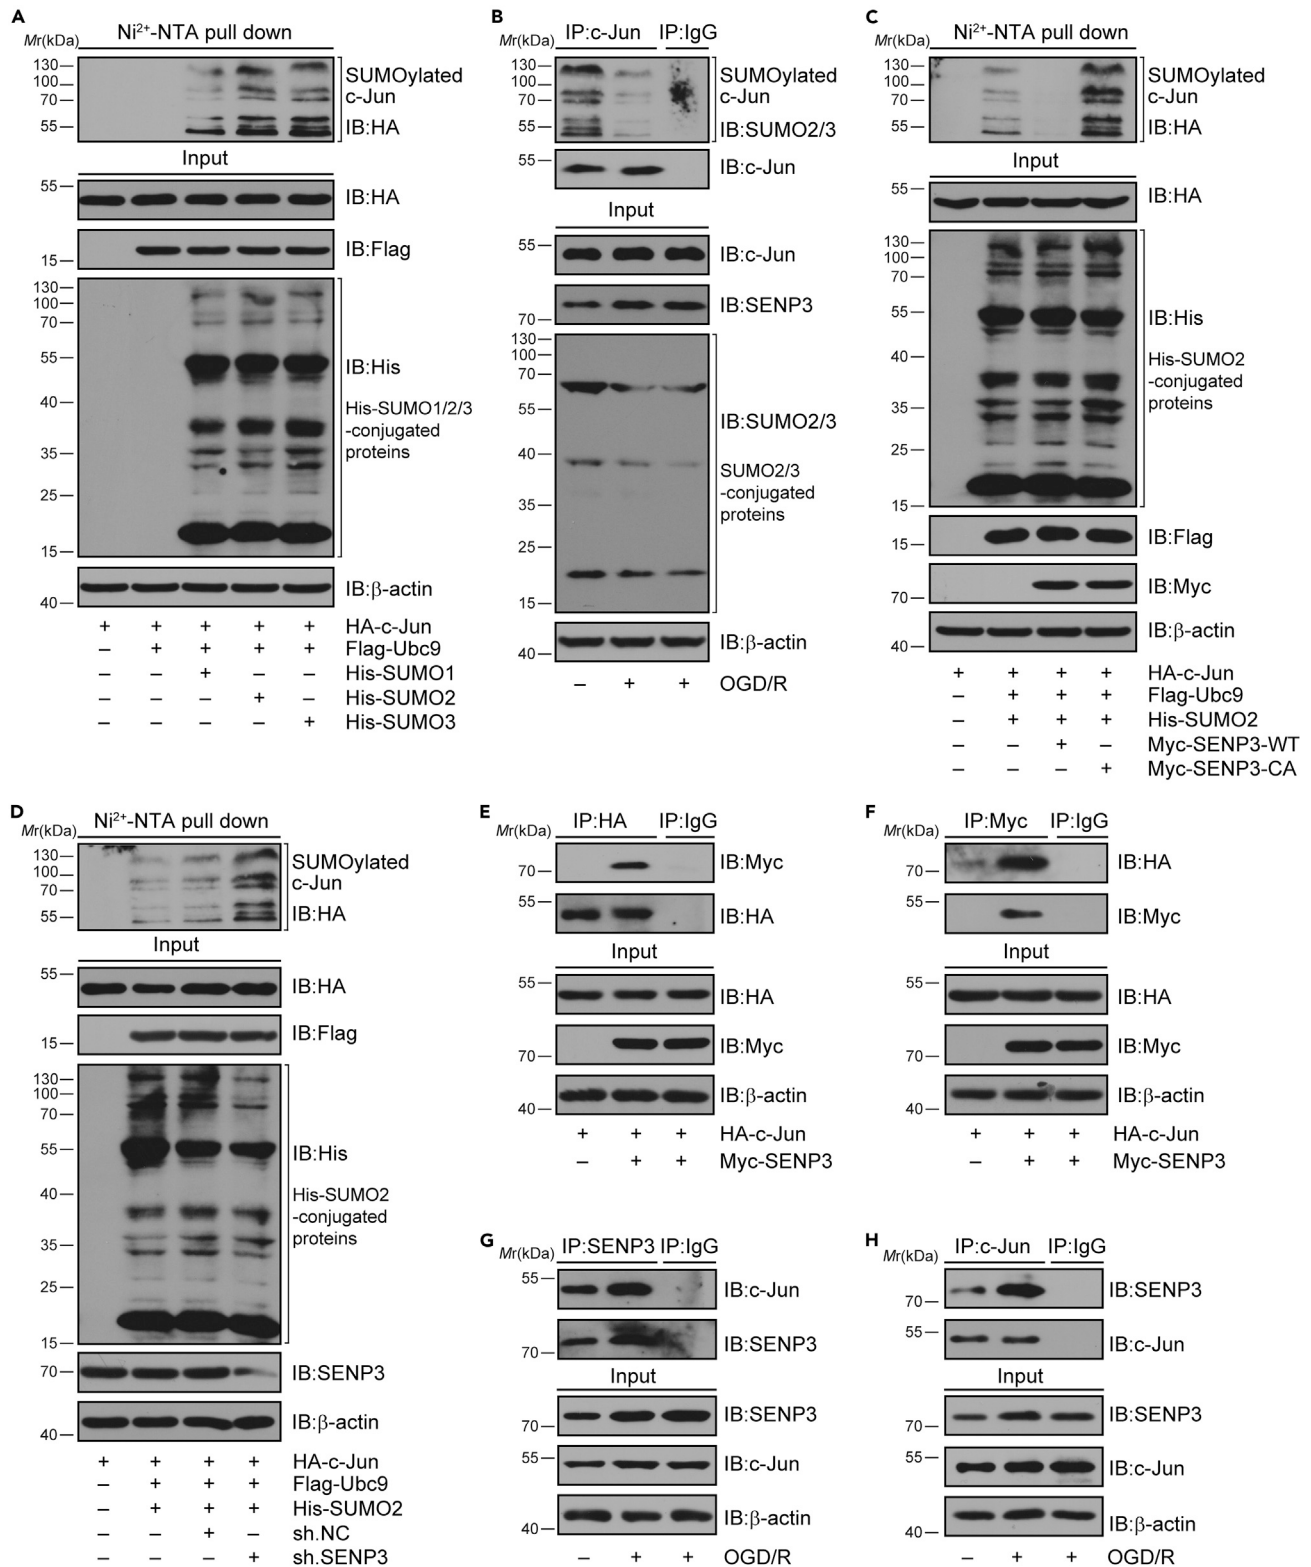 A
Ni²⁺-NTA pull down
Mr(kDa)
130
100
70
55
SUMOylated
c-Jun
IB:HA
Input
55
IB:HA
15
IB:Flag
130
100
70
55
40
35
25
15
IB:His
His-SUMO1/2/3
-conjugated
proteins
40
IB:β-actin
+ + + + + HA-c-Jun
– + + + + Flag-Ubc9
– – + – – His-SUMO1
– – – + – His-SUMO2
– – – – + His-SUMO3
B
IP:c-Jun IP:IgG
Mr(kDa)
130
100
70
55
SUMOylated
c-Jun
IB:SUMO2/3
55
IB:c-Jun
Input
55
IB:c-Jun
70
IB:SENP3
130
100
70
55
40
35
25
15
IB:SUMO2/3
SUMO2/3
-conjugated
proteins
40
IB:β-actin
– + + OGD/R
C
Ni²⁺-NTA pull down
Mr(kDa)
130
100
70
55
SUMOylated
c-Jun
IB:HA
Input
55
IB:HA
130
100
70
55
40
35
25
15
IB:His
His-SUMO2
-conjugated
proteins
15
IB:Flag
70
IB:Myc
40
IB:β-actin
+ + + + HA-c-Jun
– + + + Flag-Ubc9
– + + + His-SUMO2
– – + – Myc-SENP3-WT
– – – + Myc-SENP3-CA
D
Ni²⁺-NTA pull down
Mr(kDa)
130
100
70
55
SUMOylated
c-Jun
IB:HA
Input
55
IB:HA
15
IB:Flag
130
100
70
55
40
35
25
15
IB:His
His-SUMO2
-conjugated
proteins
70
IB:SENP3
40
IB:β-actin
+ + + + HA-c-Jun
– + + + Flag-Ubc9
– + + + His-SUMO2
– – + – sh.NC
– – – + sh.SENP3
E
IP:HA IP:IgG
Mr(kDa)
70
IB:Myc
55
IB:HA
Input
55
IB:HA
70
IB:Myc
40
IB:β-actin
+ + + HA-c-Jun
– + + Myc-SENP3
F
IP:Myc IP:IgG
Mr(kDa)
70
IB:HA
55
IB:Myc
Input
55
IB:HA
70
IB:Myc
40
IB:β-actin
+ + + HA-c-Jun
– + + Myc-SENP3
G
IP:SENP3 IP:IgG
Mr(kDa)
55
IB:c-Jun
70
IB:SENP3
Input
70
IB:SENP3
55
IB:c-Jun
40
IB:β-actin
– + + OGD/R
H
IP:c-Jun IP:IgG
Mr(kDa)
70
IB:SENP3
55
IB:c-Jun
Input
70
IB:SENP3
55
IB:c-Jun
40
IB:β-actin
– + + OGD/R